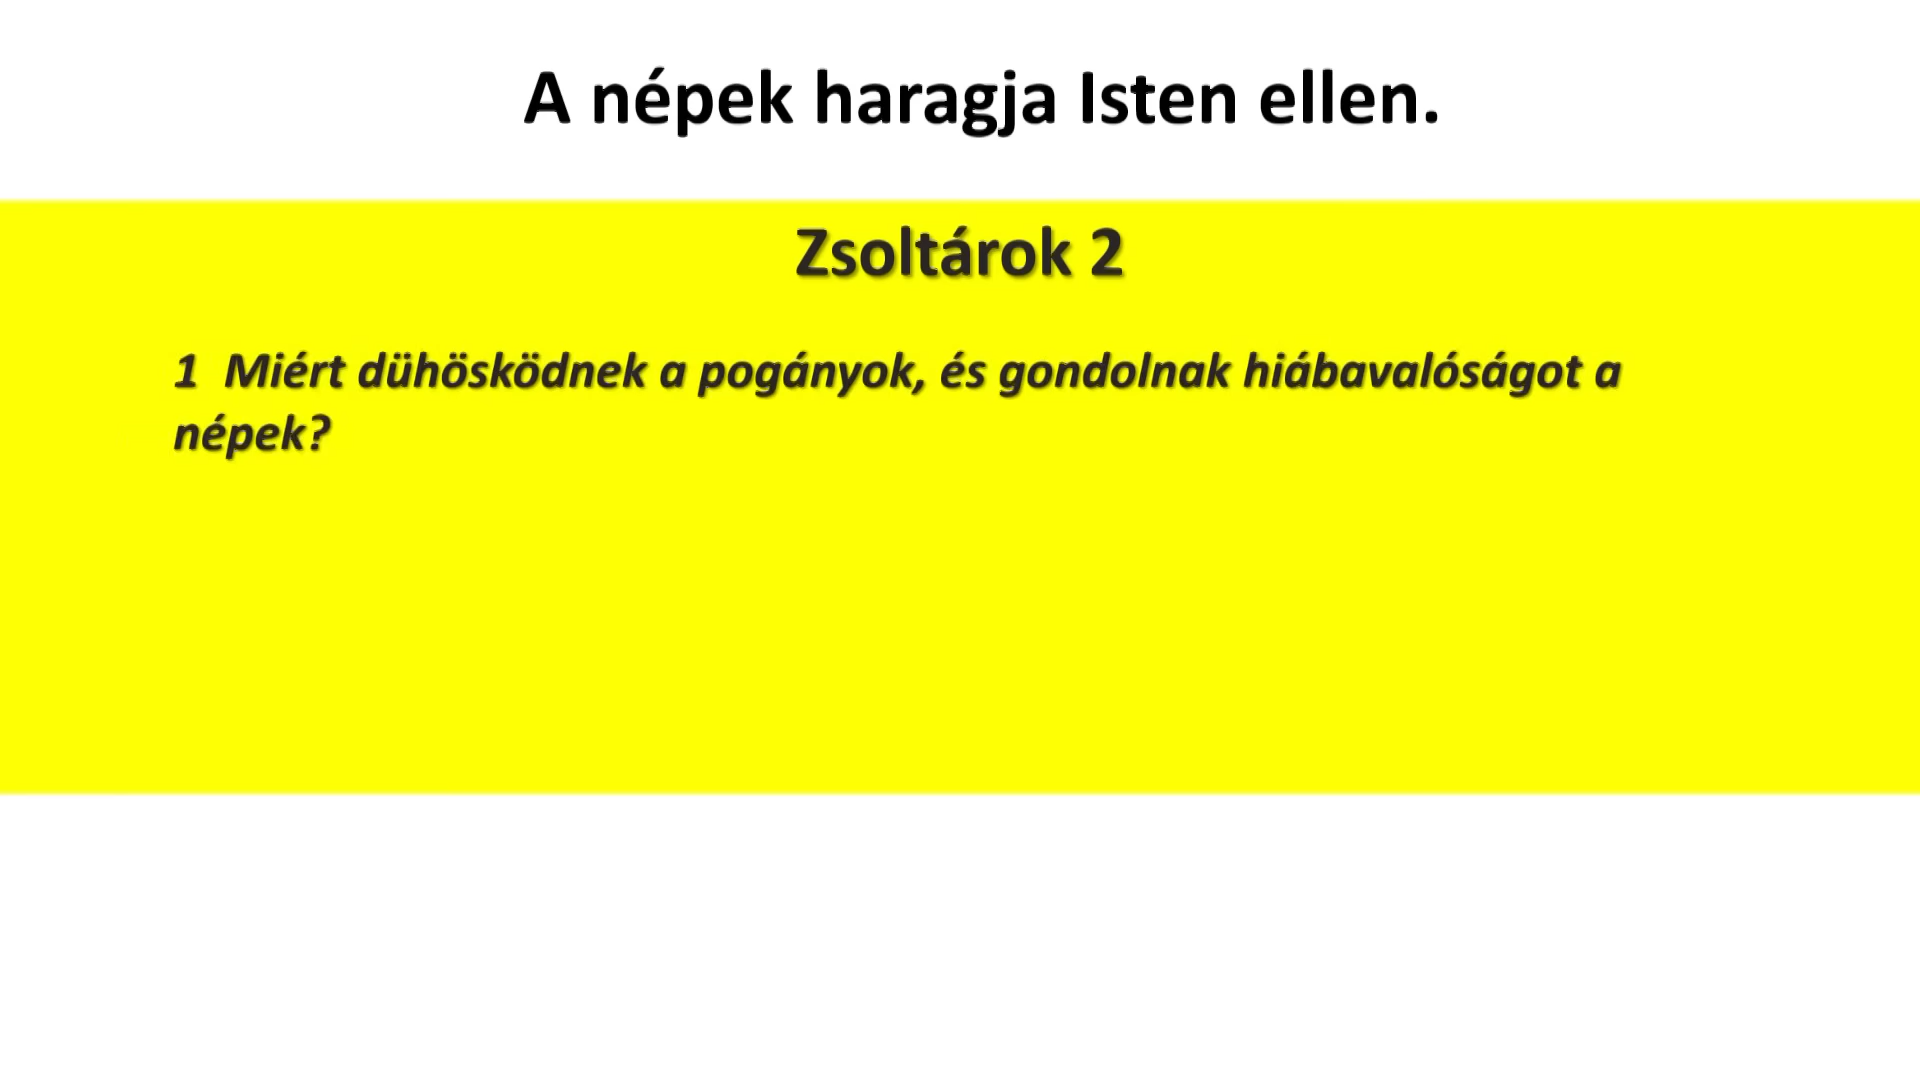 A népek haragja Isten ellen.
Zsoltárok 2
1  Miért dühösködnek a pogányok, és gondolnak hiábavalóságot a
népek?